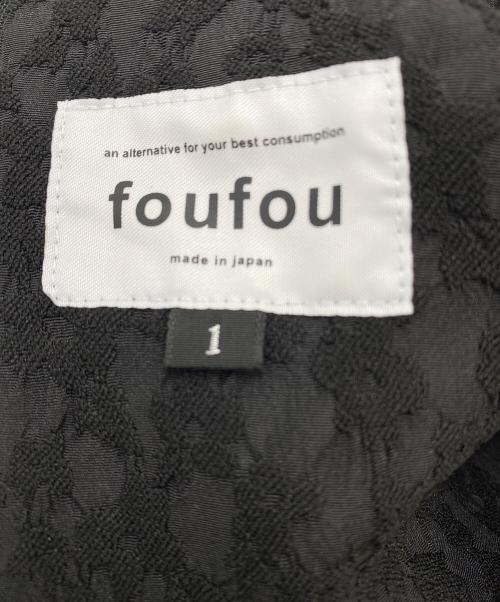 an alternative for your best consumption
foufou
made in japan
1